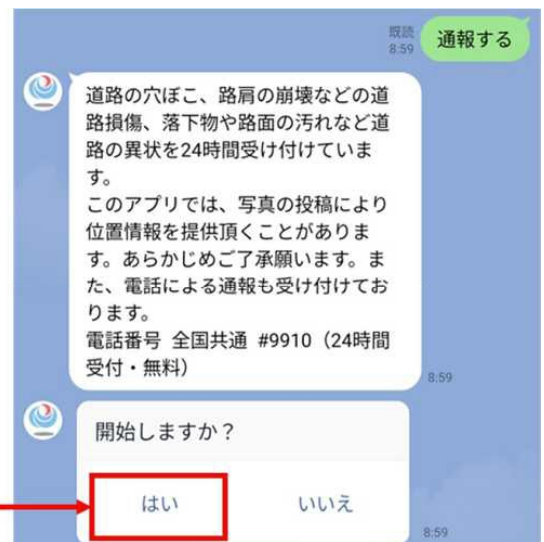 既読
8:59
通報する
道路の穴ぼこ、路肩の崩壊などの道
路損傷、落下物や路面の汚れなど道
路の異状を24時間受け付けていま
す。
このアプリでは、写真の投稿により
位置情報を提供頂くことがありま
す。あらかじめご了承願います。ま
た、電話による通報も受け付けてお
ります。
電話番号 全国共通 #9910（24時間
受付・無料）
8:59
開始しますか？
はい いいえ
8:59